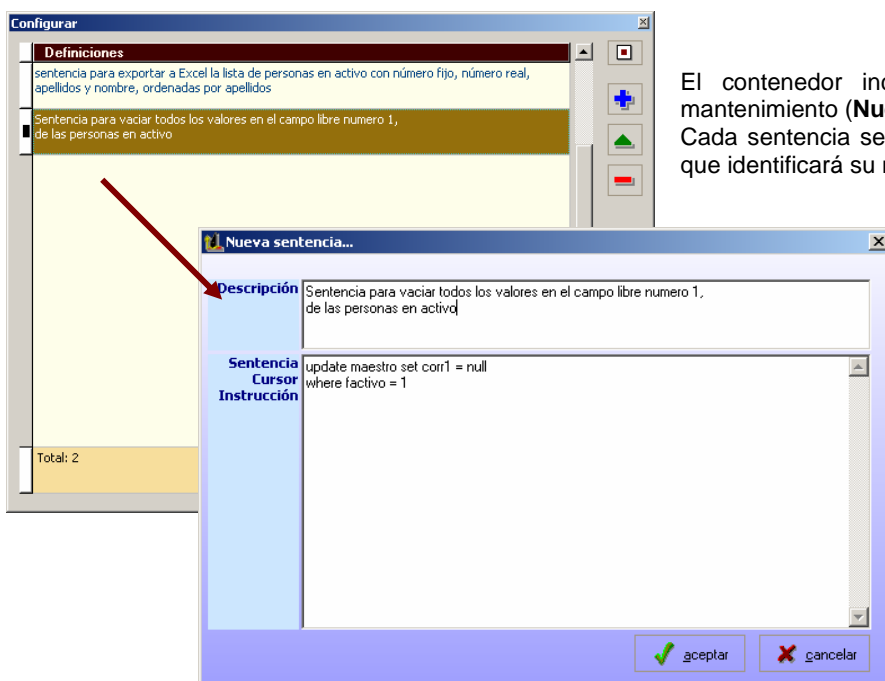 Configurar
Definiciones
sentencia para exportar a Excel la lista de personas en activo con número fijo, número real,
apellidos y nombre, ordenadas por apellidos
Sentencia para vaciar todos los valores en el campo libre numero 1,
de las personas en activo
Total: 2
El contenedor
mantenimiento
Cada sentencia
que identificará su
Nueva sentencia...
Descripción
Sentencia para vaciar todos los valores en el campo libre numero 1,
de las personas en activo
Sentencia
Cursor
Instrucción
update maestro set corr1 = null
where factivo = 1
aceptar
cancelar